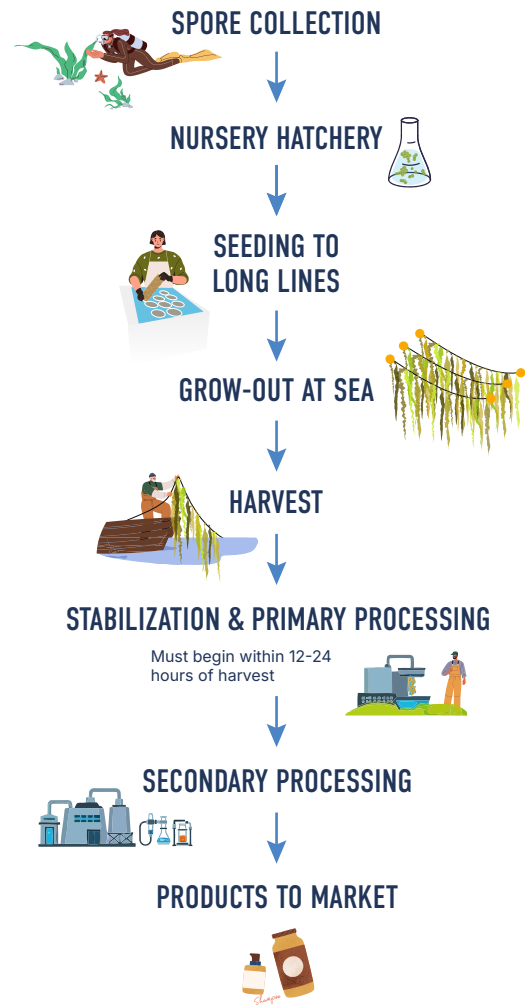 SPORE COLLECTION
NURSERY HATCHERY
SEEDING TO
LONG LINES
GROW-OUT AT SEA
HARVEST
STABILIZATION & PRIMARY PROCESSING
Must begin within 12-24
hours of harvest
SECONDARY PROCESSING
PRODUCTS TO MARKET
Shampoo